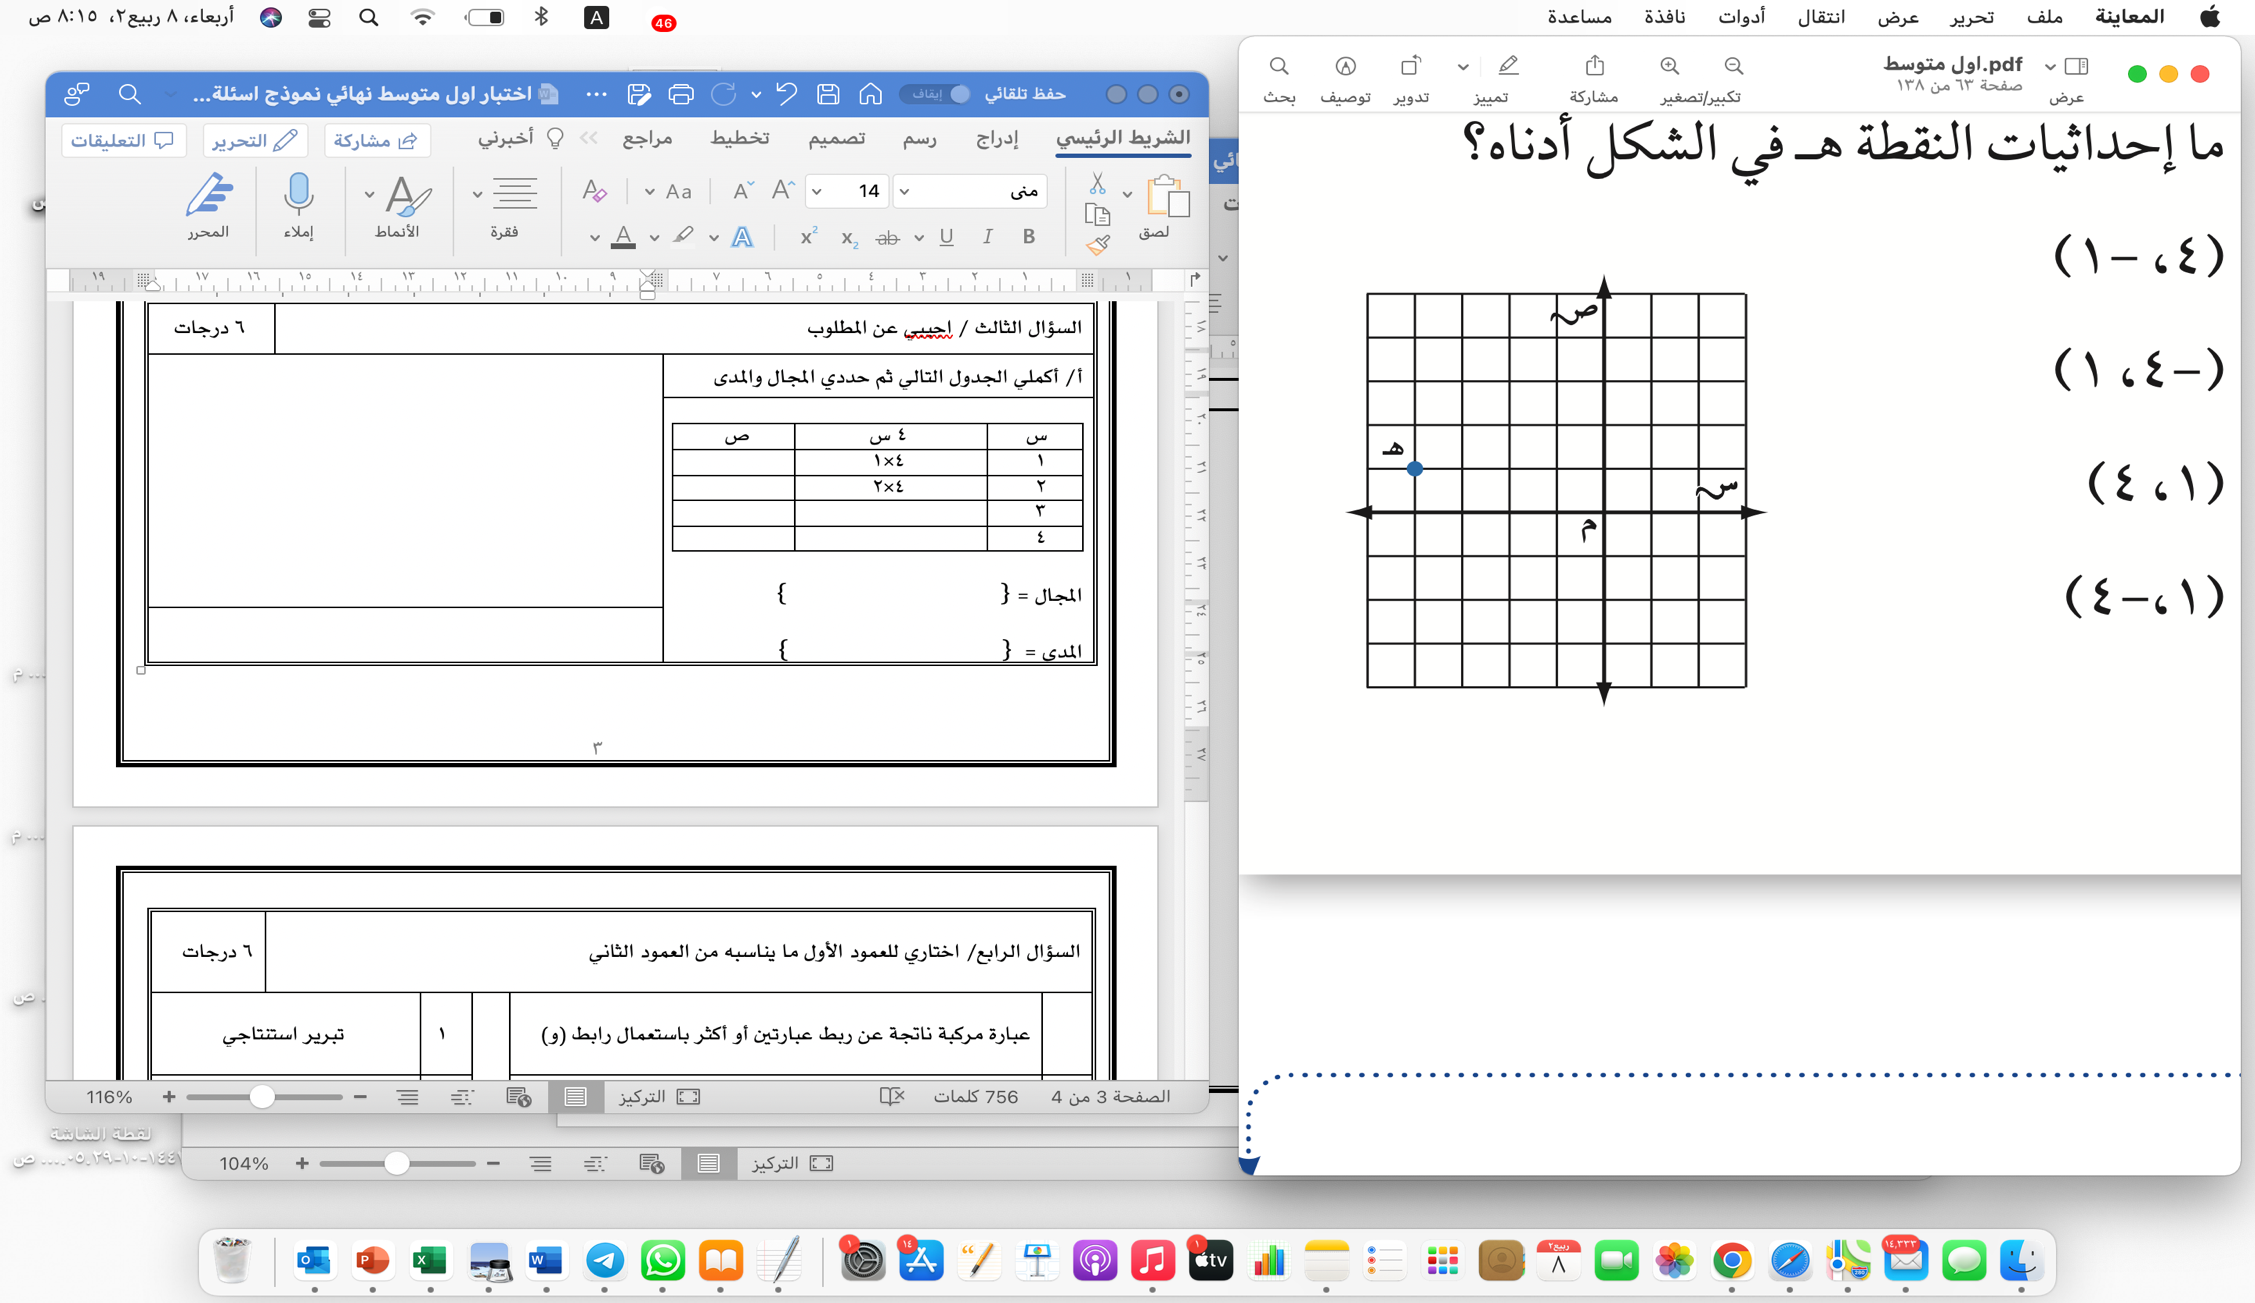 المعاينة ملف تحرير عرض انتقال أدوات نافذة مساعدة
46 A أربعاء، ٨ ربيع٢، ٨:١٥ ص
اول متوسط.pdf
صفحة ٦٣ من ١٣٨
عرض تكبير/تصغير مشاركة تمييز تدوير توصيف بحث
ما إحداثيات النقطة هـ في الشكل أدناه؟
(٤، –١)
(–٤، ١)
(١، ٤)
(١، –٤)
ص
هـ
س
م
حفظ تلقائي إيقاف اختبار اول متوسط نهائي نموذج اسئلة...
الشريط الرئيسي إدراج رسم تصميم تخطيط مراجع أخبرني مشاركة التحرير التعليقات
لصق منى 14 فقرة الأنماط إملاء المحرر
السؤال الثالث / اجيبي عن المطلوب ٦ درجات
أ/ أكملي الجدول التالي ثم حددي المجال والمدى
س ٤ س ص
١ ٤×١
٢ ٤×٢
٣
٤
المجال = { }
المدى = { }
٣
السؤال الرابع/ اختاري للعمود الأول ما يناسبه من العمود الثاني ٦ درجات
عبارة مركبة ناتجة عن ربط عبارتين أو أكثر باستعمال رابط (و) ١ تبرير استنتاجي
الصفحة 3 من 4 756 كلمات التركيز 116%
التركيز 104%
لقطة الشاشة